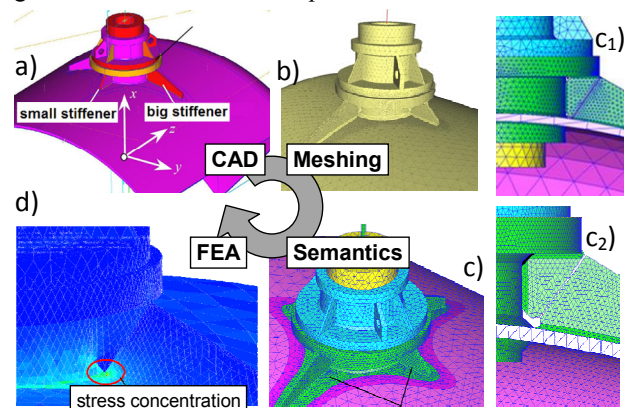 a)
small stiffener
big stiffener
x
z
y
b)
c1)
CAD
Meshing
d)
FEA
Semantics
c)
c2)
stress concentration